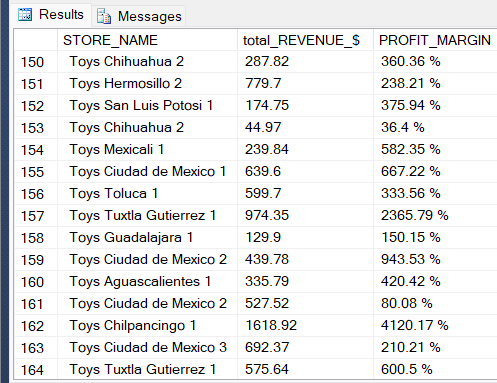 Results Messages
STORE_NAME total_REVENUE_$ PROFIT_MARGIN
150 Toys Chihuahua 2 287.82 360.36 %
151 Toys Hermosillo 2 779.7 238.21 %
152 Toys San Luis Potosi 1 174.75 375.94 %
153 Toys Chihuahua 2 44.97 36.4 %
154 Toys Mexicali 1 239.84 582.35 %
155 Toys Ciudad de Mexico 1 639.6 667.22 %
156 Toys Toluca 1 599.7 333.56 %
157 Toys Tuxtla Gutierrez 1 974.35 2365.79 %
158 Toys Guadalajara 1 129.9 150.15 %
159 Toys Ciudad de Mexico 2 439.78 943.53 %
160 Toys Aguascalientes 1 335.79 420.42 %
161 Toys Ciudad de Mexico 2 527.52 80.08 %
162 Toys Chilpancingo 1 1618.92 4120.17 %
163 Toys Ciudad de Mexico 3 692.37 210.21 %
164 Toys Tuxtla Gutierrez 1 575.64 600.5 %